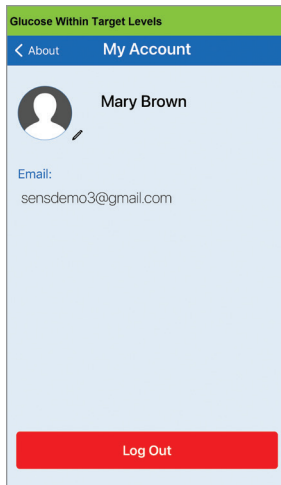 Glucose Within Target Levels
About
My Account
Mary Brown
Email:
sensdemo3@gmail.com
Log Out